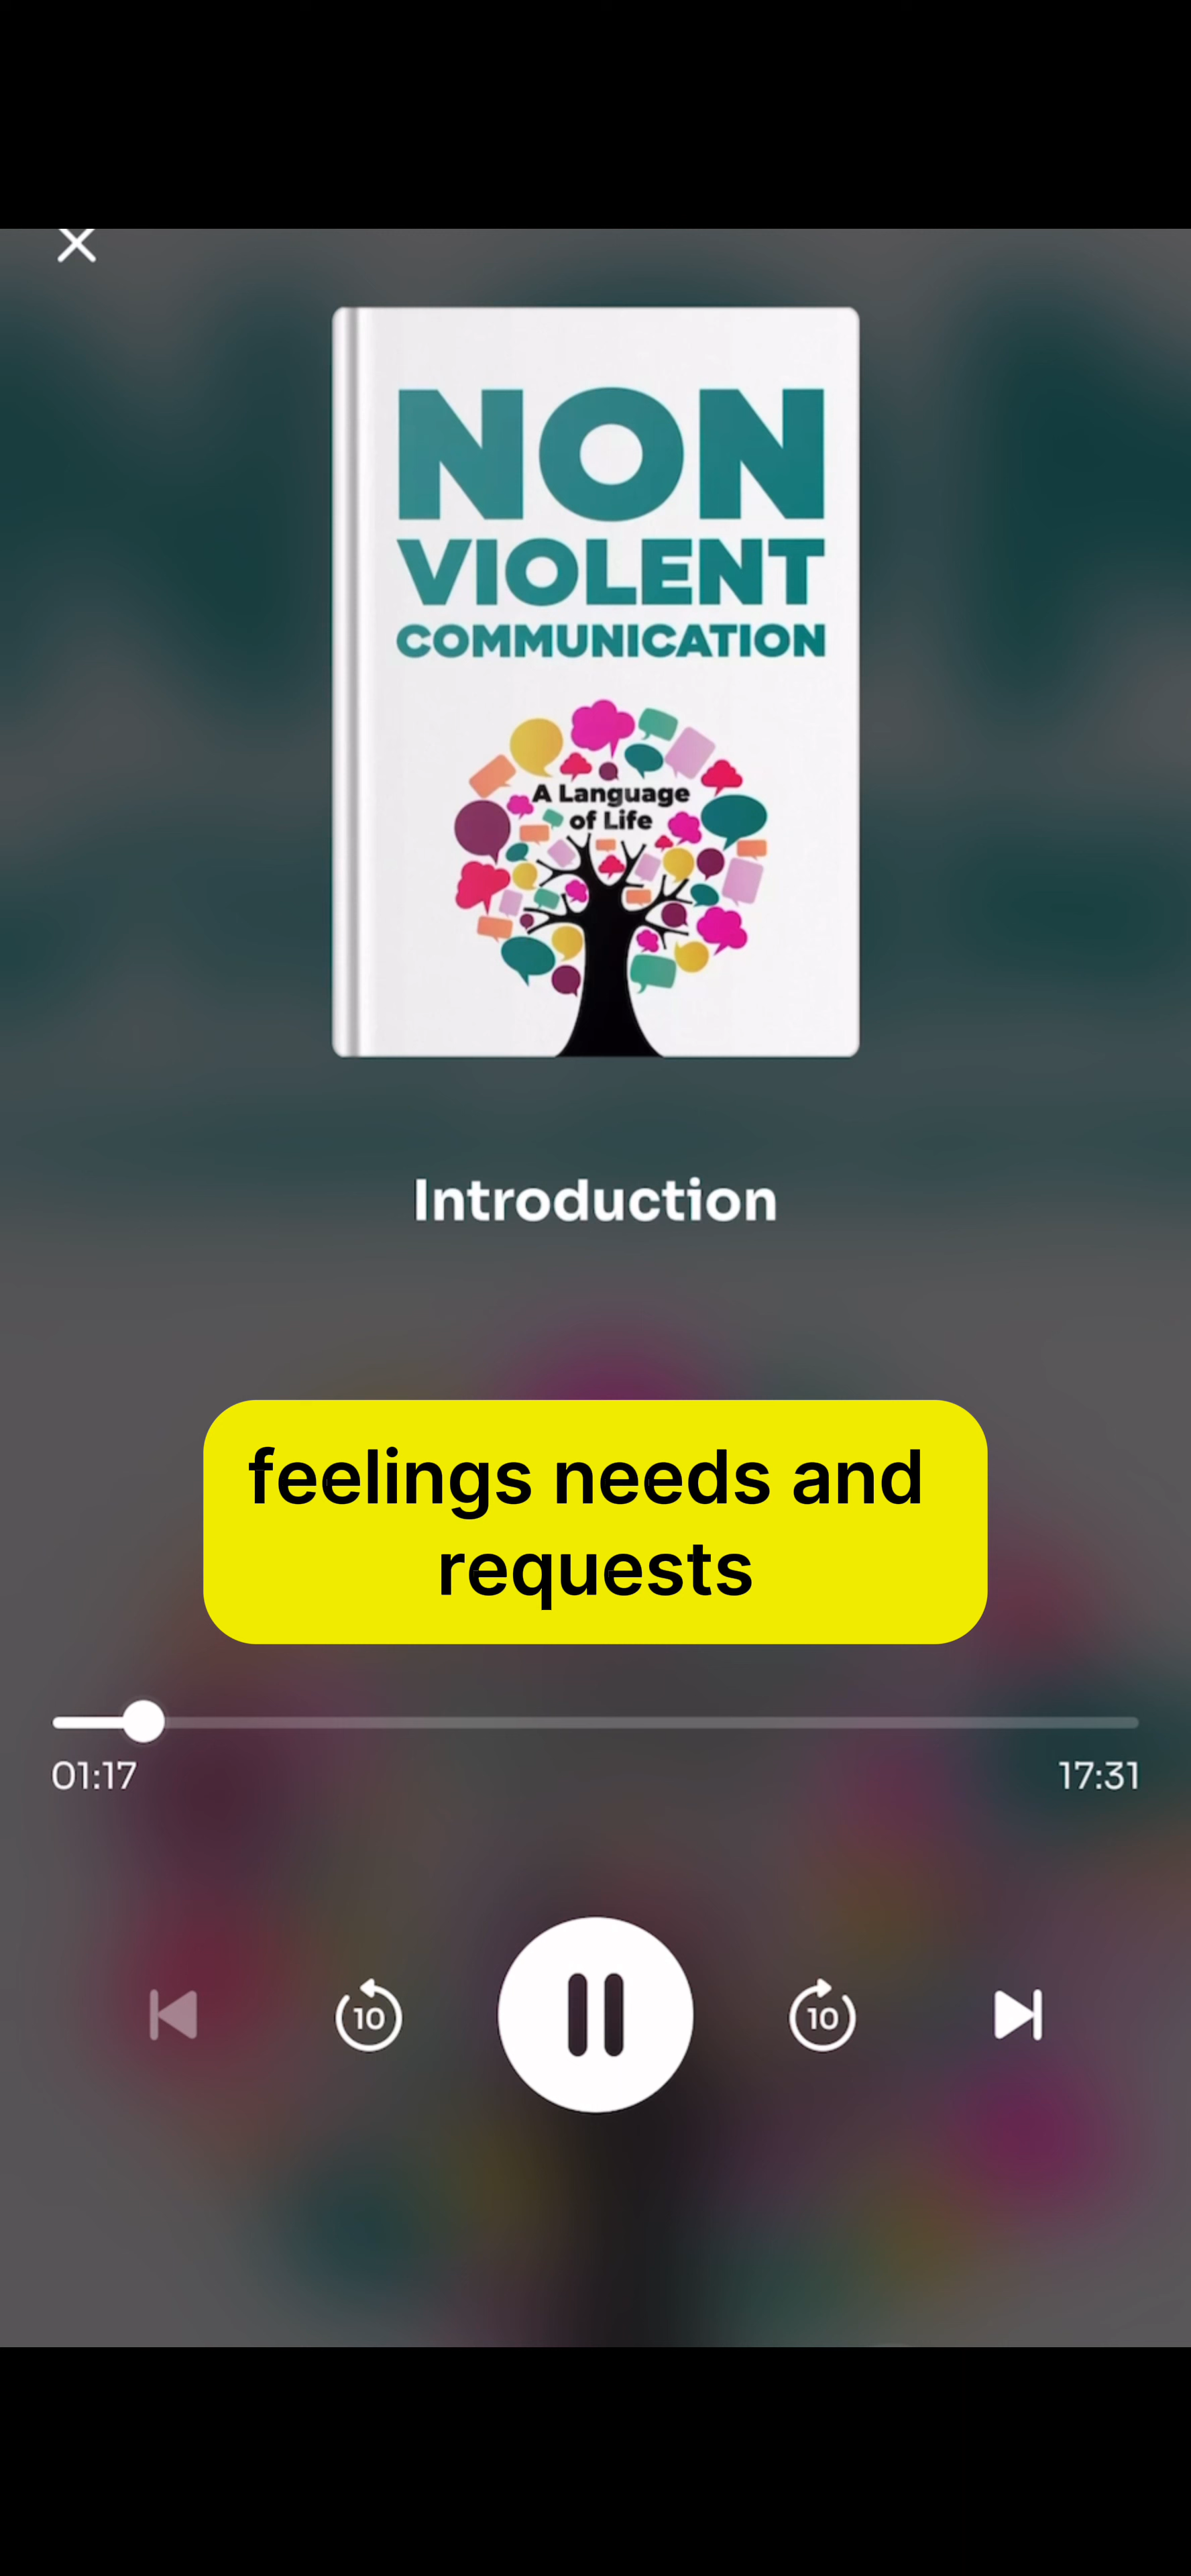 NON
VIOLENT
COMMUNICATION
A Language
of Life
Introduction
feelings needs and
requests
01:17
17:31
10
10